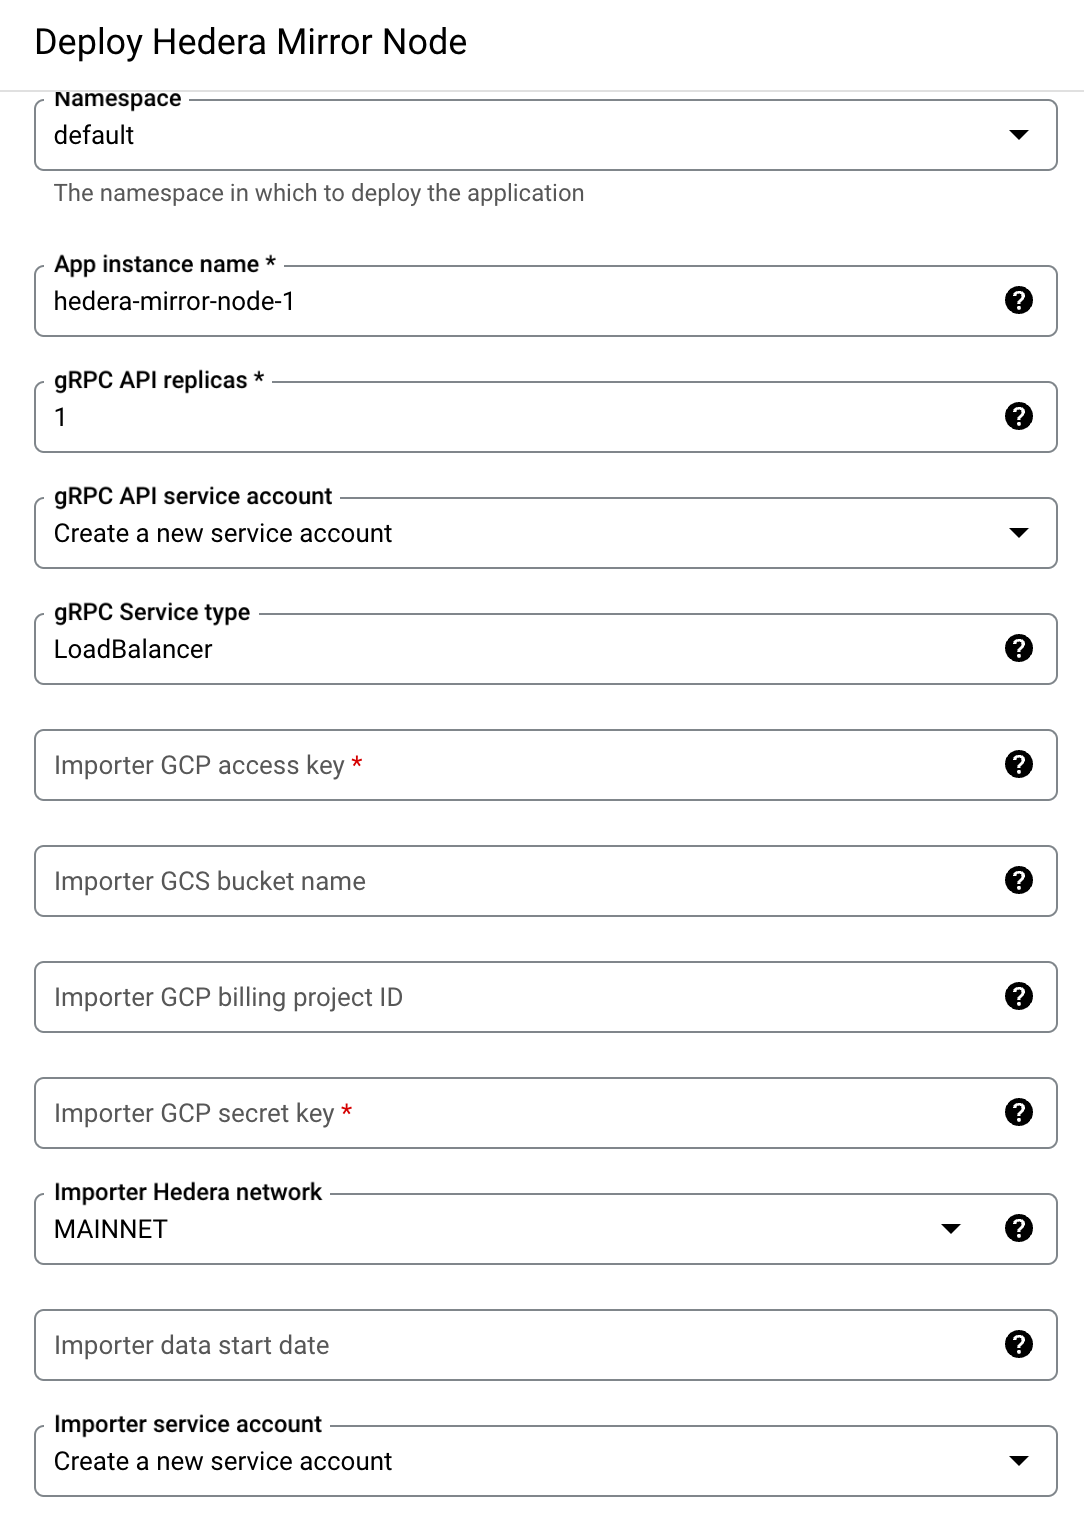 Deploy Hedera Mirror Node
Namespace
default
The namespace in which to deploy the application
App instance name *
hedera-mirror-node-1
gRPC API replicas *
1
gRPC API service account
Create a new service account
gRPC Service type
LoadBalancer
Importer GCP access key *
Importer GCS bucket name
Importer GCP billing project ID
Importer GCP secret key *
Importer Hedera network
MAINNET
Importer data start date
Importer service account
Create a new service account